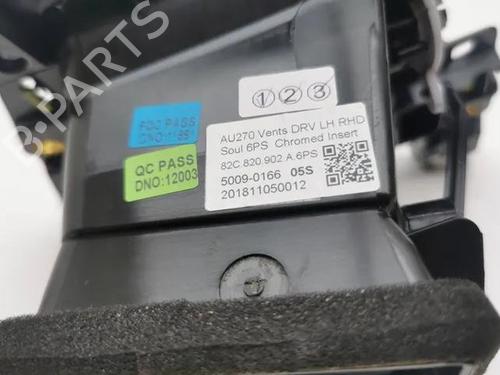 ①②③
FQC PASS
DNO:11851
QC PASS
DNO:12003
AU270 Vents DRV LH RHD
Soul 6PS Chromed Insert
82C.820.902 A.6PS
5009-0166 05S
201811050012
B-PARTS